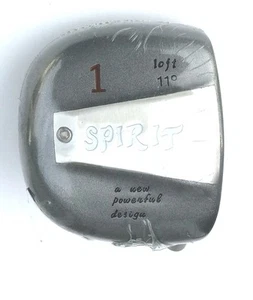 1
loft
11°
SPIRIT
a new
powerful
design